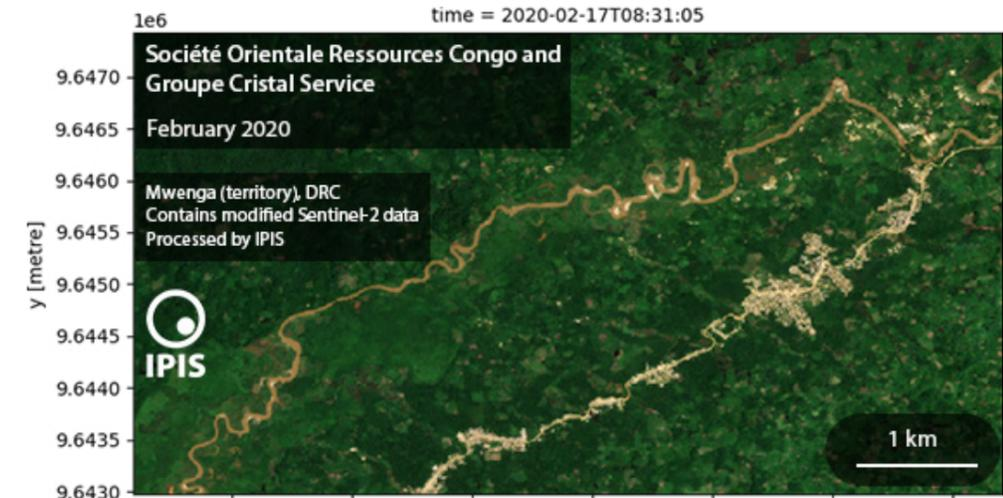 time = 2020-02-17T08:31:05
1e6
Société Orientale Ressources Congo and
Groupe Cristal Service
February 2020
Mwenga (territory), DRC
Contains modified Sentinel-2 data
Processed by IPIS
IPIS
y [metre]
9.6470
9.6465
9.6460
9.6455
9.6450
9.6445
9.6440
9.6435
9.6430
1 km